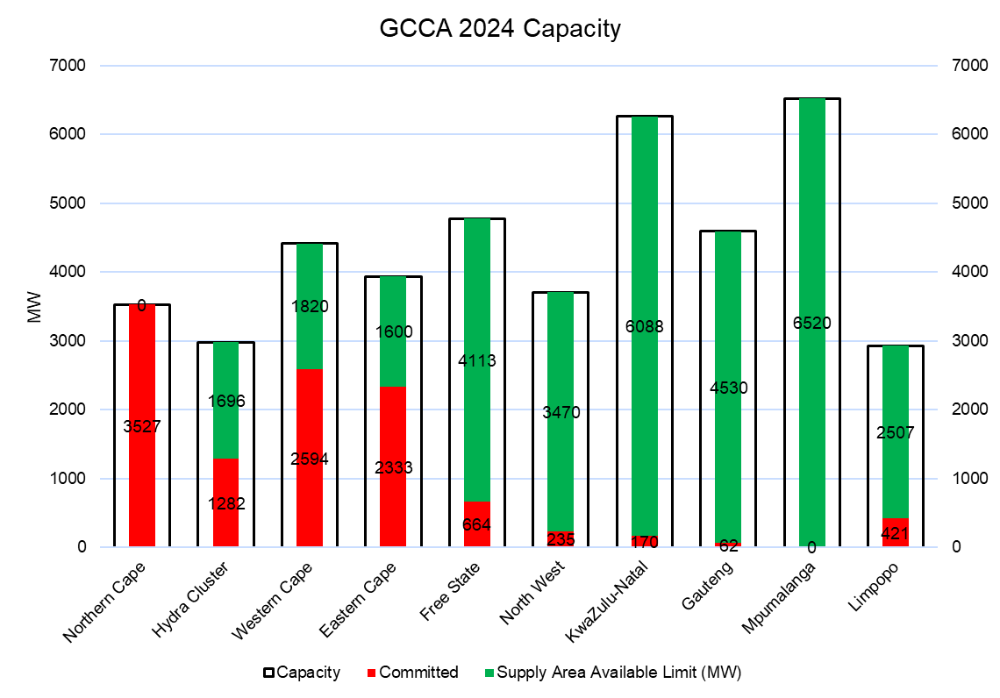 GCCA 2024 Capacity
7000 7000
6000 6000
5000 5000
4000 4000
3000 3000
2000 2000
1000 1000
0 0
MW
0 1820 1600 4113 3470 6088 4530 6520 2507
1696
3527 1282 2594 2333 664 235 170 62 0 421
Northern Cape
Hydra Cluster
Western Cape
Eastern Cape
Free State
North West
KwaZulu-Natal
Gauteng
Mpumalanga
Limpopo
Capacity Committed Supply Area Available Limit (MW)